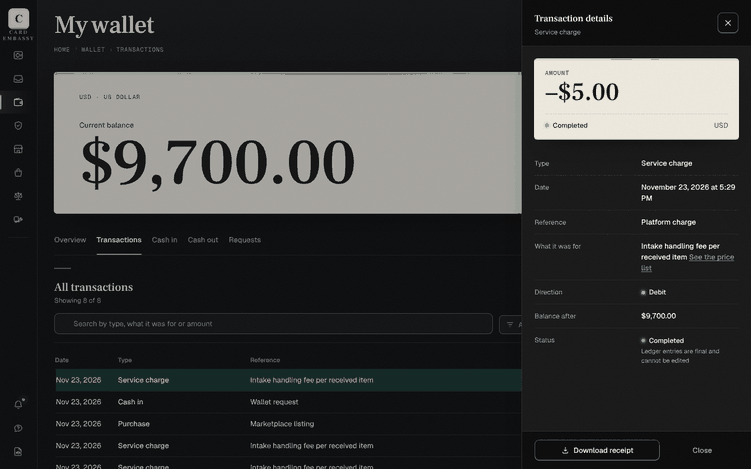 C
CARD
EMBASSY
My wallet
HOME · WALLET › TRANSACTIONS
USD · US DOLLAR
Current balance
$9,700.00
Overview
Transactions
Cash in
Cash out
Requests
All transactions
Showing 8 of 8
Search by type, what it was for or amount
Date Type Reference
Nov 23, 2026 Service charge Intake handling fee per received item
Nov 23, 2026 Cash in Wallet request
Nov 23, 2026 Purchase Marketplace listing
Nov 23, 2026 Service charge Intake handling fee per received item
Nov 23, 2026 Service charge Intake handling fee per received item
Transaction details
Service charge
AMOUNT
–$5.00
Completed USD
Type Service charge
Date November 23, 2026 at 5:29
PM
Reference Platform charge
What it was for Intake handling fee per
received item See the price
list
Direction Debit
Balance after $9,700.00
Status Completed
Ledger entries are final and
cannot be edited
Download receipt
Close